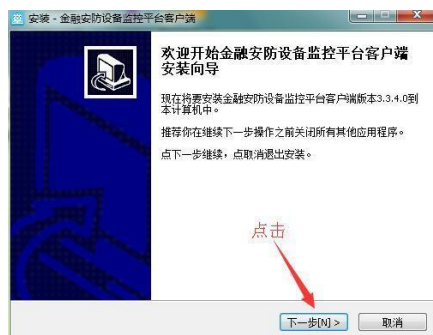 安装 - 金融安防设备监控平台客户端
欢迎开始金融安防设备监控平台客户端
安装向导
现在将要安装金融安防设备监控平台客户端版本3.3.4.0到
本计算机中。
推荐你在继续下一步操作之前关闭所有其他应用程序。
点下一步继续，点取消退出安装。
点击
下一步[N] >
取消